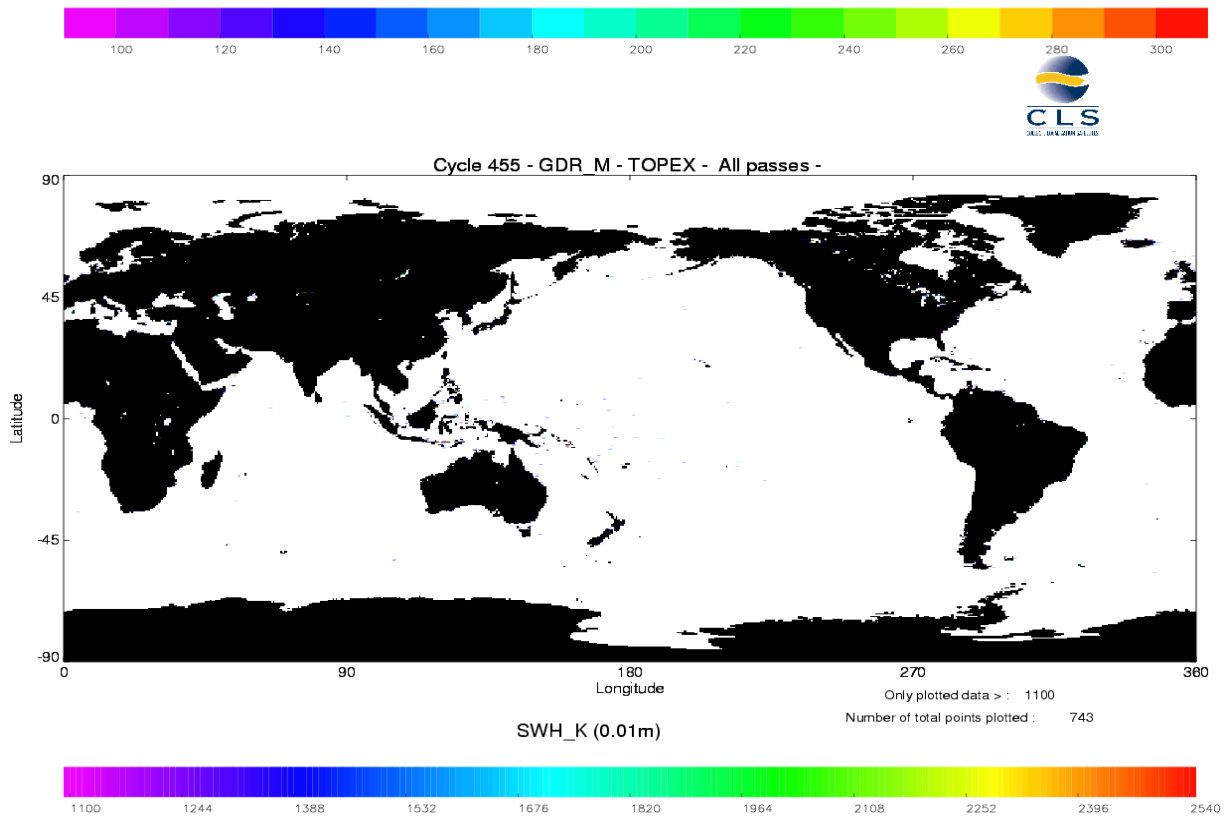 100 120 140 160 180 200 220 240 260 280 300
CLS
Cycle 455 - GDR_M - TOPEX - All passes -
90
45
0
-45
-90
Latitude
0 90 180 270 360
Longitude
Only plotted data > : 1100
Number of total points plotted : 743
SWH_K (0.01m)
1100 1244 1388 1532 1676 1820 1964 2108 2252 2396 2540